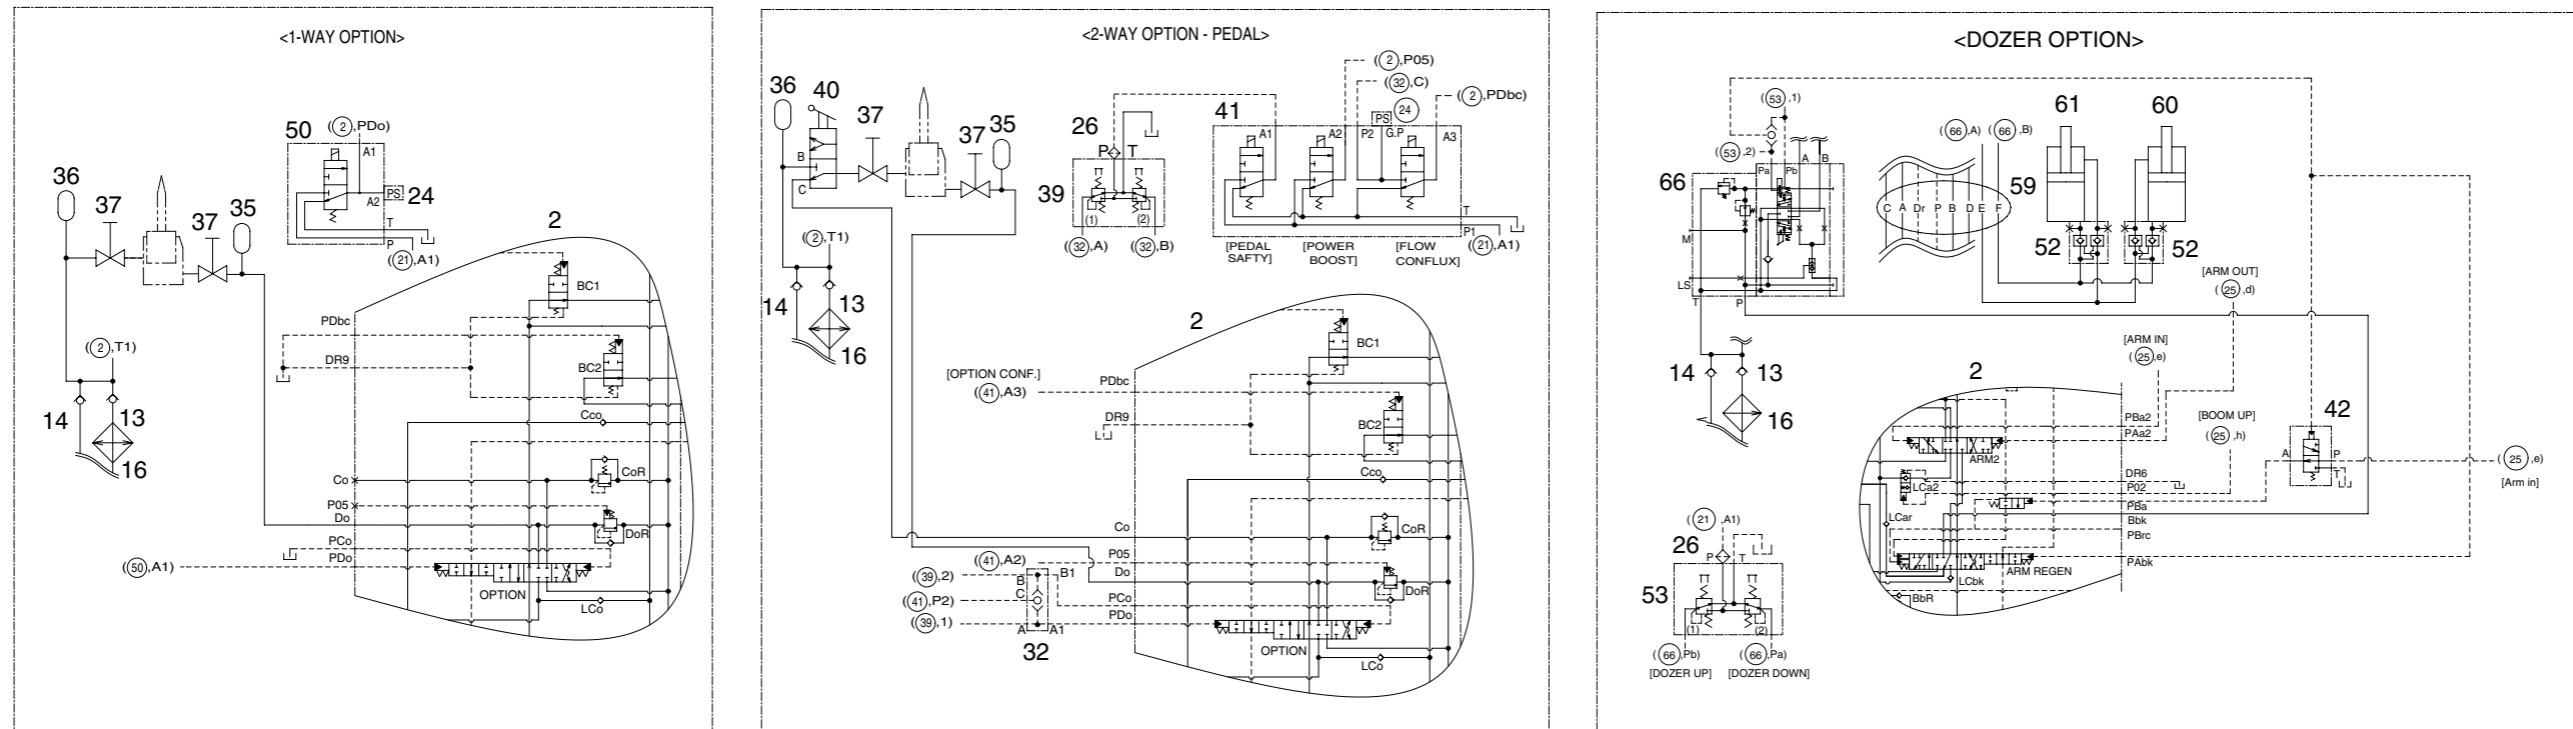 <1-WAY OPTION>
50
(2,PDo)
A1
36
PS
24
A2
37
37
35
T
P
(21,A1)
2
(2,T1)
14
13
16
BC1
PDbc
DR9
BC2
Cco
CoR
Co
P05
Do
DoR
PCo
PDo
(50,A1)
OPTION
LCo
<2-WAY OPTION - PEDAL>
(2,P05)
(32,C)
(2,PDbc)
36
40
37
37
35
26
41
24
A1
A2
P2
PS
G.P
A3
B
C
P
T
39
(1)
(2)
T
P1
(32,A)
(32,B)
[PEDAL SAFTY]
[POWER BOOST]
[FLOW CONFLUX]
(21,A1)
(2,T1)
14
13
16
2
BC1
[OPTION CONF.]
(41,A3)
PDbc
DR9
BC2
Cco
Co
CoR
(41,A2)
P05
(39,2)
B
B1
Do
C
(41,P2)
PCo
DoR
(39,1)
PDo
A
A1
32
OPTION
LCo
<DOZER OPTION>
(53,1)
(53,2)
A
B
(66,A)
(66,B)
61
60
66
Pa
Pb
59
C A Dr P B D E F
M
52
52
LS
T
P
[ARM OUT]
(25,d)
[ARM IN]
(25,e)
14
13
16
2
[BOOM UP]
(25,h)
42
PBa2
PAa2
ARM2
A
P
T
(25,e)
[Arm in]
DR6
LCa2
P02
PBa
LCar
Bbk
PBrc
PAbk
ARM REGEN
LCbk
BbR
(21,A1)
26
P
T
53
(1)
(2)
(66,Pb)
(66,Pa)
[DOZER UP]
[DOZER DOWN]